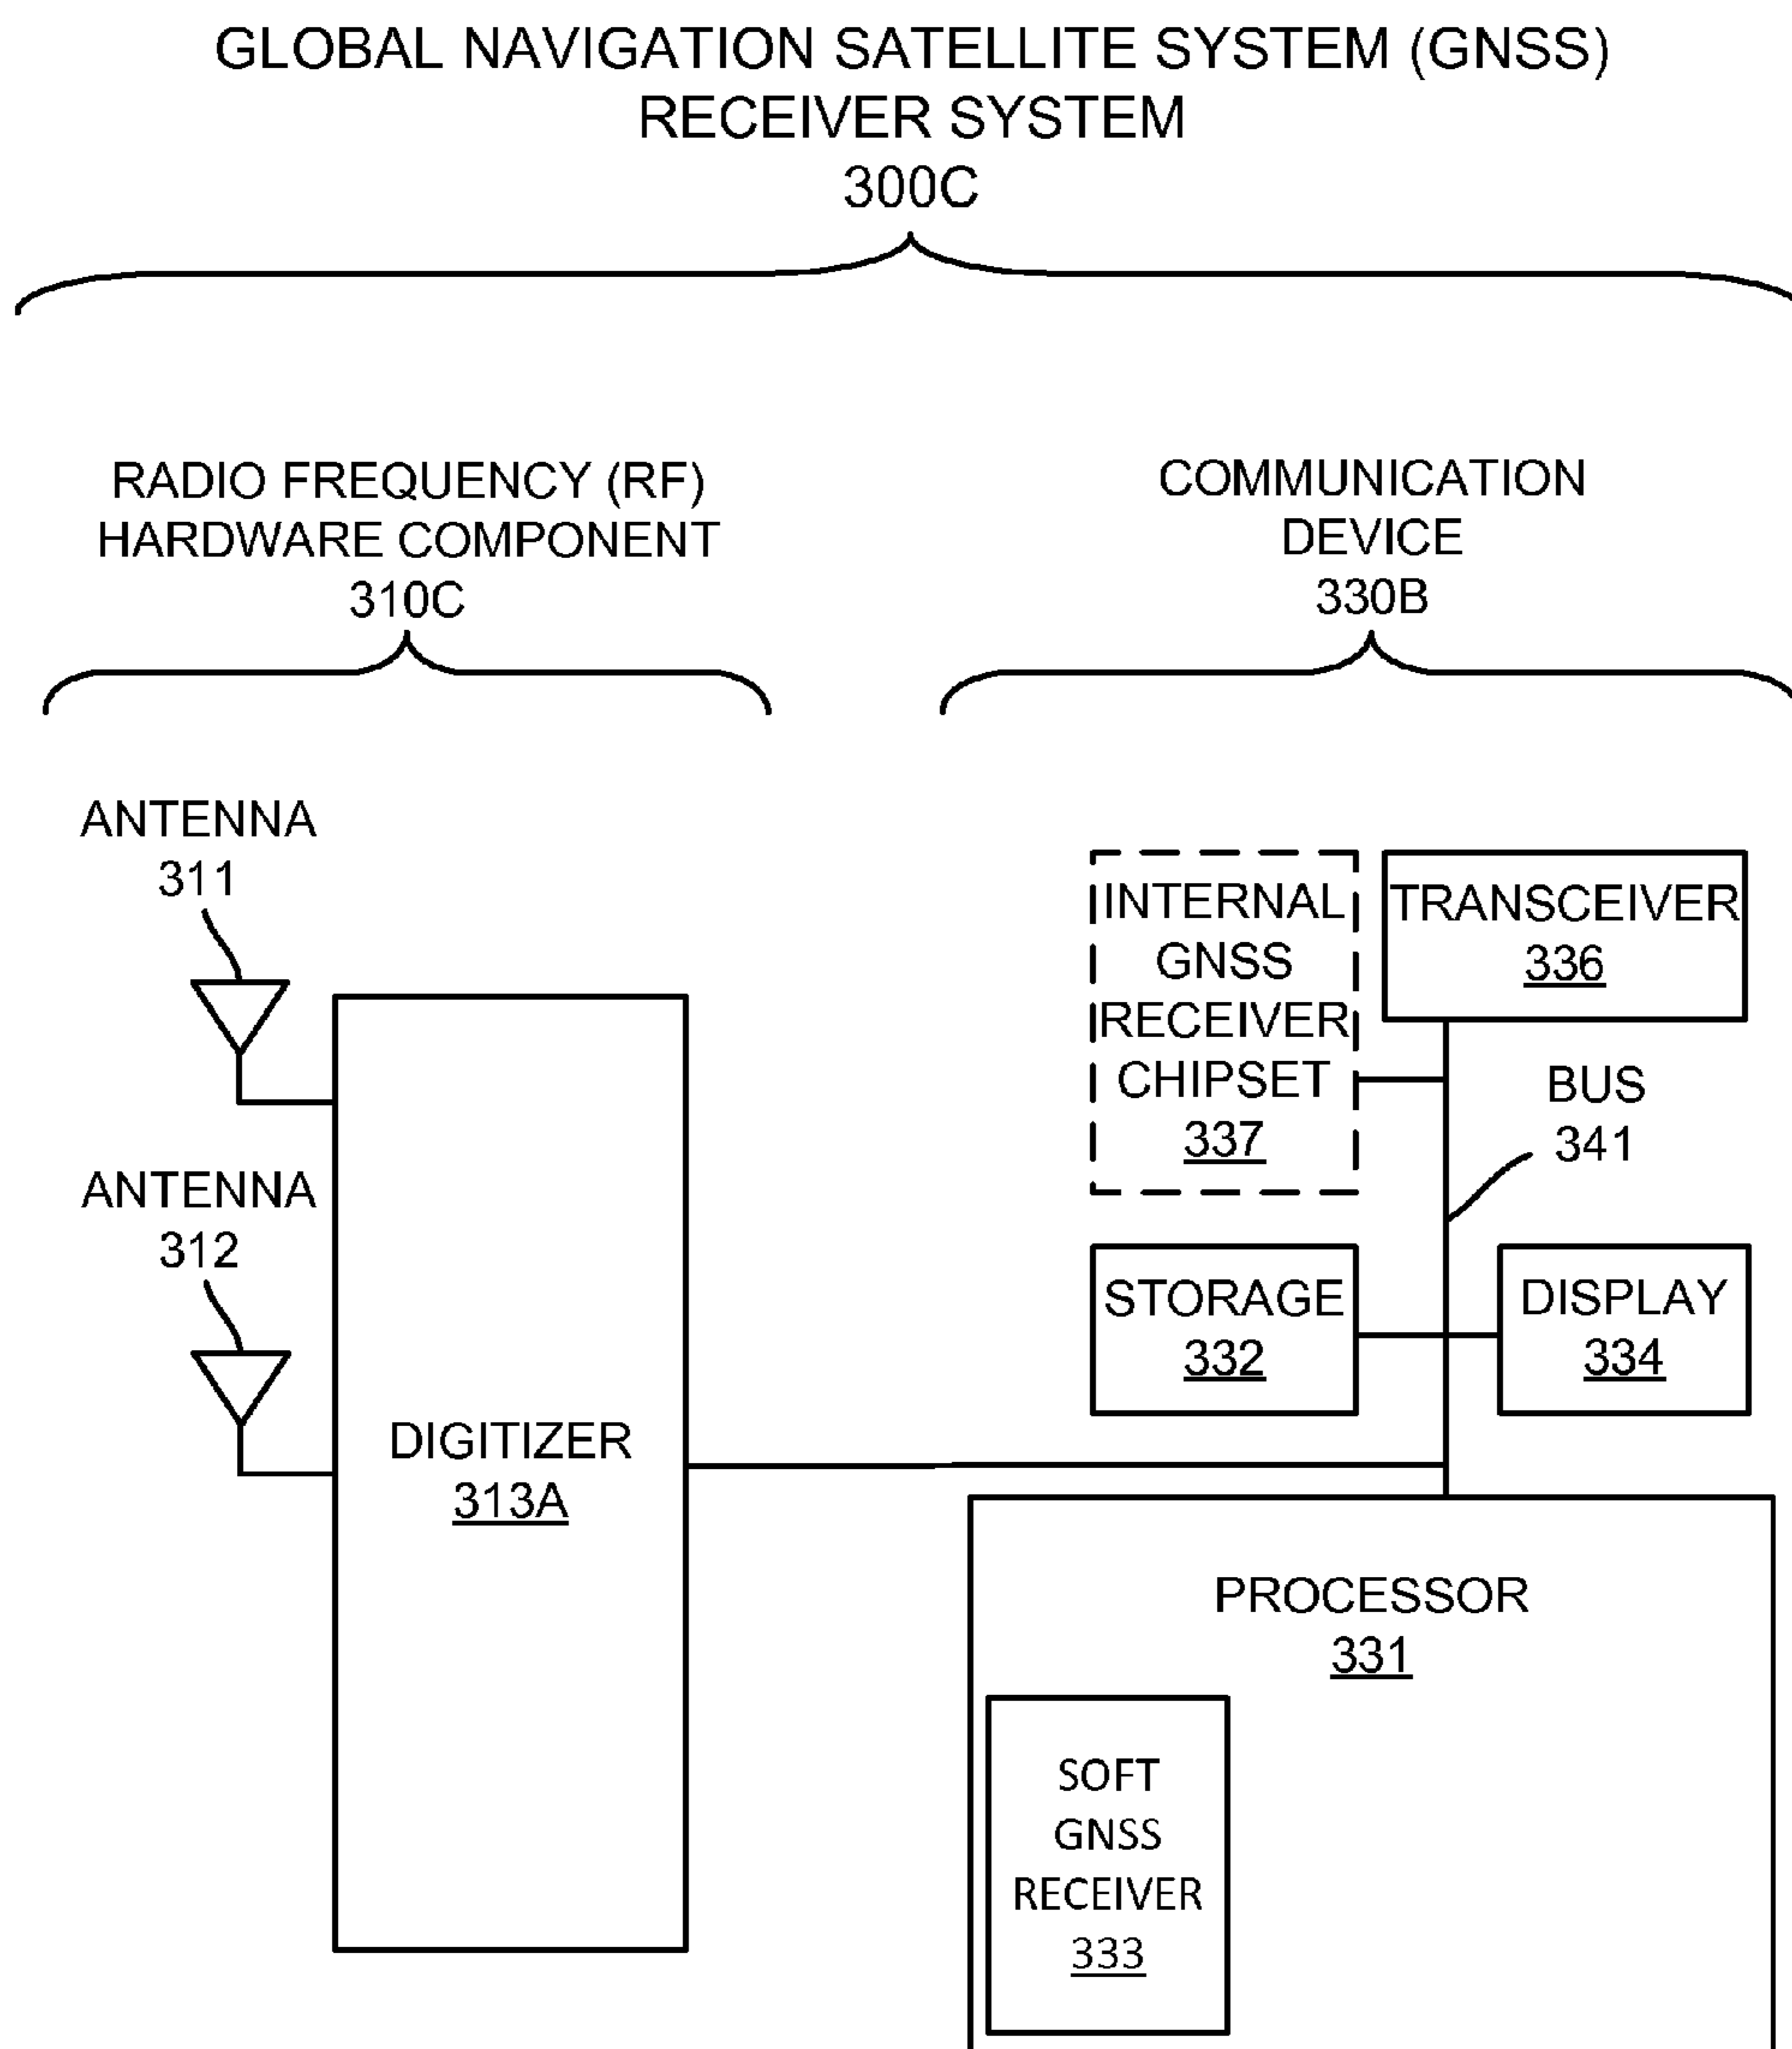 GLOBAL NAVIGATION SATELLITE SYSTEM (GNSS)
RECEIVER SYSTEM
300C
RADIO FREQUENCY (RF)
HARDWARE COMPONENT
310C
COMMUNICATION
DEVICE
330B
ANTENNA
311
ANTENNA
312
DIGITIZER
313A
INTERNAL
GNSS
RECEIVER
CHIPSET
337
TRANSCEIVER
336
BUS
341
STORAGE
332
DISPLAY
334
PROCESSOR
331
SOFT
GNSS
RECEIVER
333